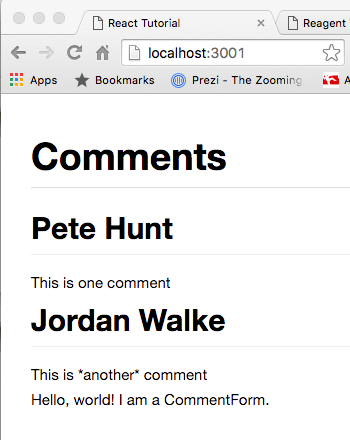 React Tutorial
Reagent
localhost:3001
Apps
Bookmarks
Prezi - The Zooming
A
Comments
Pete Hunt
This is one comment
Jordan Walke
This is *another* comment
Hello, world! I am a CommentForm.